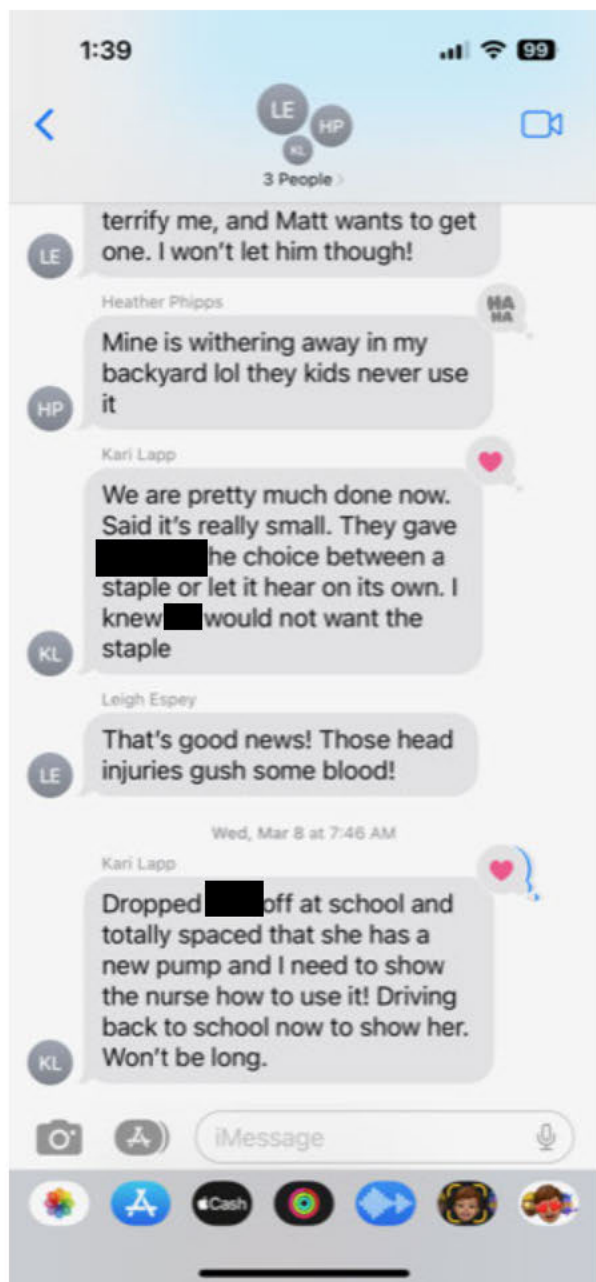 1:39
99
LE
HP
KL
3 People
terrify me, and Matt wants to get
one. I won't let him though!
LE
Heather Phipps
HA
HA
Mine is withering away in my
backyard lol they kids never use
it
HP
Kari Lapp
We are pretty much done now.
Said it's really small. They gave
he choice between a
staple or let it hear on its own. I
knew would not want the
staple
KL
Leigh Espey
That's good news! Those head
injuries gush some blood!
LE
Wed, Mar 8 at 7:46 AM
Kari Lapp
Dropped off at school and
totally spaced that she has a
new pump and I need to show
the nurse how to use it! Driving
back to school now to show her.
Won't be long.
KL
iMessage
Cash